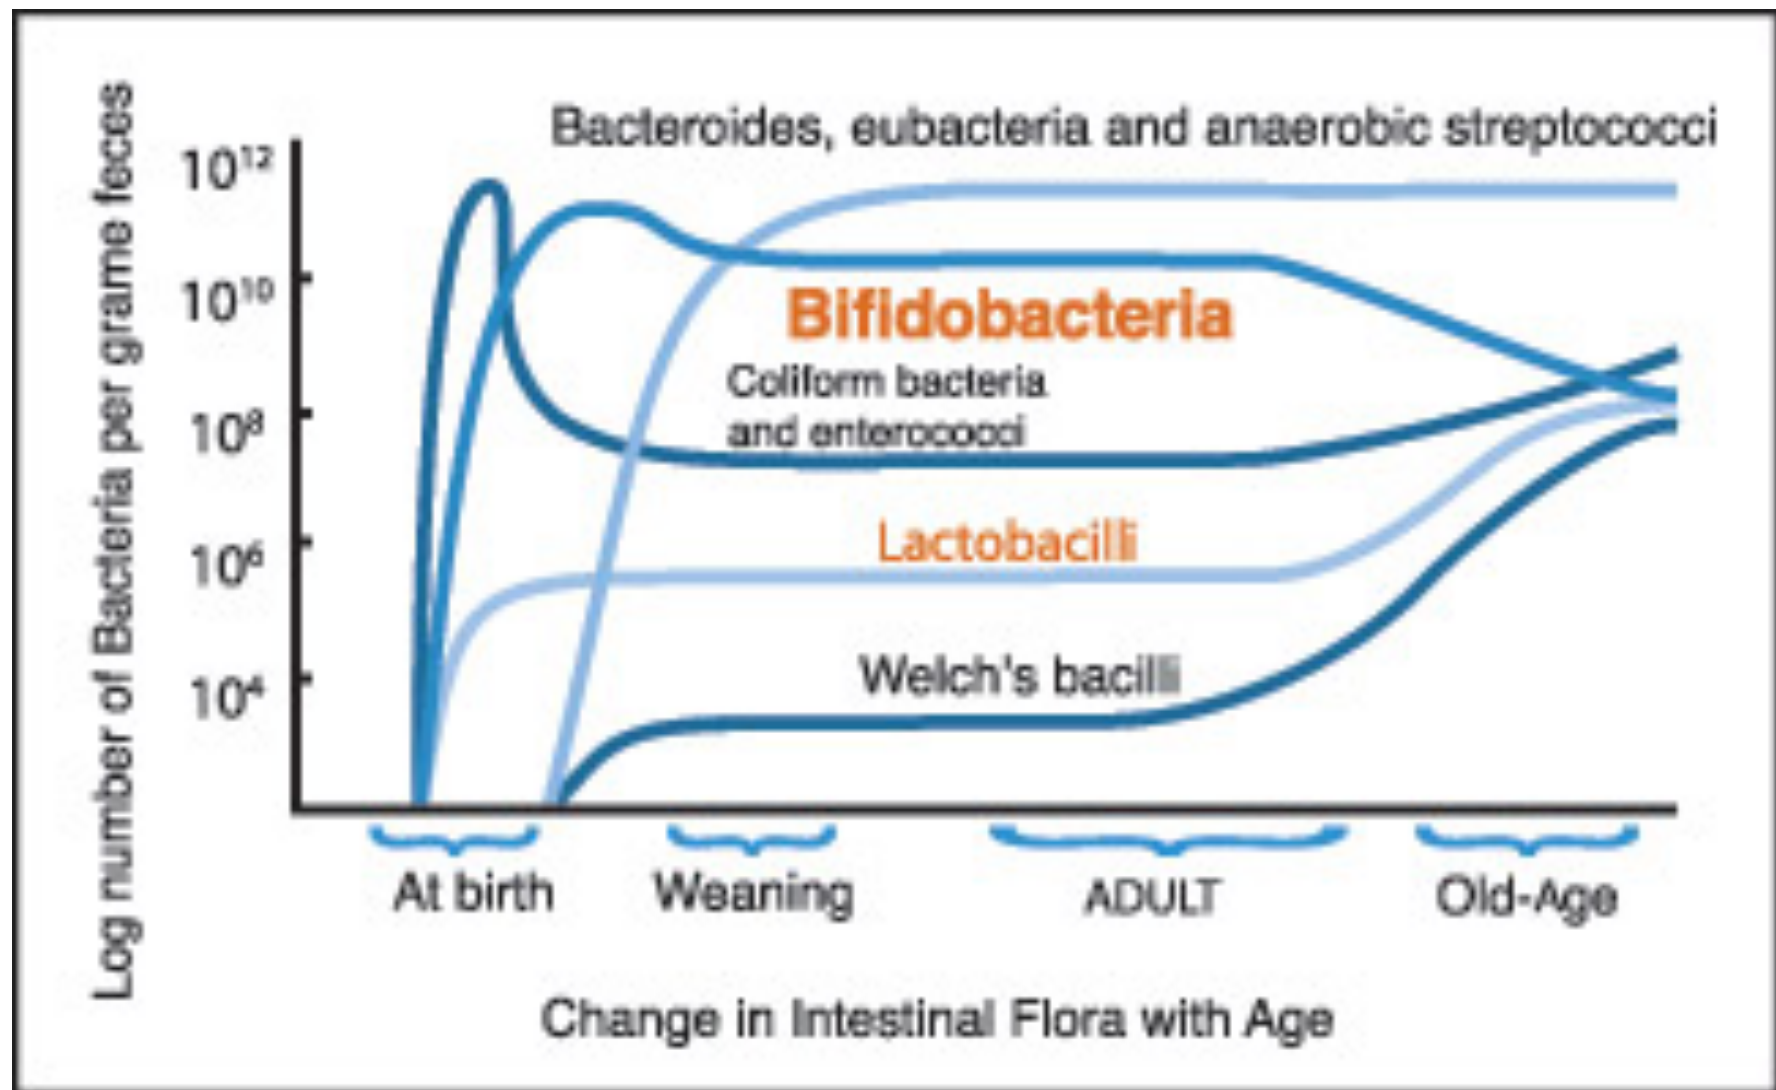 Log number of Bacteria per grame feces
Bacteroides, eubacteria and anaerobic streptococci
10¹²
10¹⁰
10⁸
10⁶
10⁴
Bifidobacteria
Coliform bacteria
and enterococci
Lactobacilli
Welch's bacilli
At birth
Weaning
ADULT
Old-Age
Change in Intestinal Flora with Age